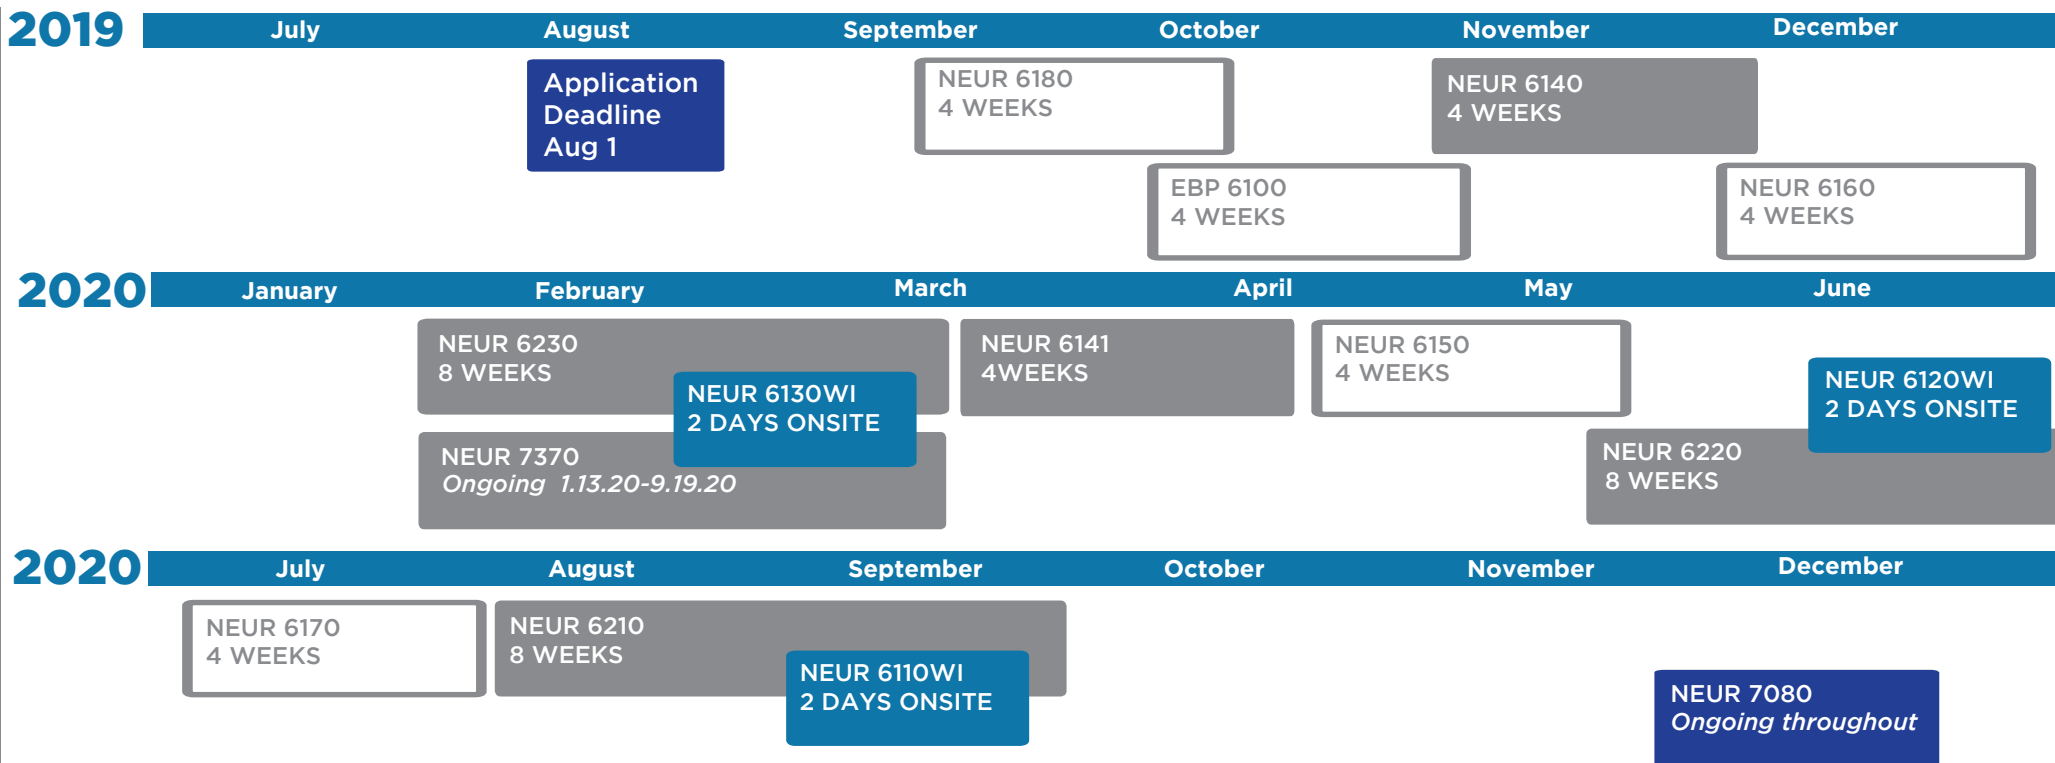 2019 July August September October November December
Application
Deadline
Aug 1
NEUR 6180
4 WEEKS
NEUR 6140
4 WEEKS
EBP 6100
4 WEEKS
NEUR 6160
4 WEEKS
2020 January February March April May June
NEUR 6230
8 WEEKS
NEUR 6130WI
2 DAYS ONSITE
NEUR 6141
4WEEKS
NEUR 6150
4 WEEKS
NEUR 6120WI
2 DAYS ONSITE
NEUR 7370
Ongoing 1.13.20-9.19.20
NEUR 6220
8 WEEKS
2020 July August September October November December
NEUR 6170
4 WEEKS
NEUR 6210
8 WEEKS
NEUR 6110WI
2 DAYS ONSITE
NEUR 7080
Ongoing throughout